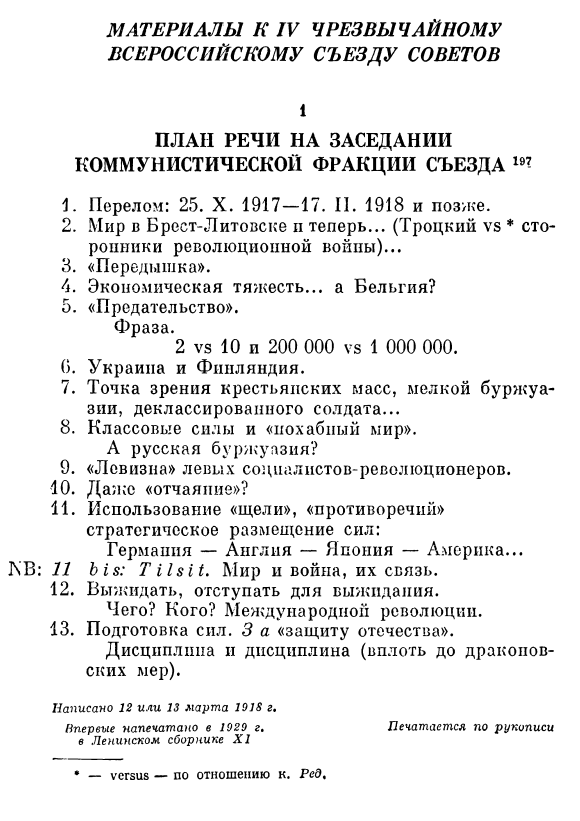 МАТЕРИАЛЫ К IV ЧРЕЗВЫЧАЙНОМУ
ВСЕРОССИЙСКОМУ СЪЕЗДУ СОВЕТОВ
1
ПЛАН РЕЧИ НА ЗАСЕДАНИИ
КОММУНИСТИЧЕСКОЙ ФРАКЦИИ СЪЕЗДА 197
1. Перелом: 25. X. 1917—17. II. 1918 и позже.
2. Мир в Брест-Литовске и теперь... (Троцкий vs * сто-
ронники революционной войны)...
3. «Передышка».
4. Экономическая тяжесть... а Бельгия?
5. «Предательство».
Фраза.
2 vs 10 и 200 000 vs 1 000 000.
6. Украина и Финляндия.
7. Точка зрения крестьянских масс, мелкой буржуа-
зии, деклассированного солдата...
8. Классовые силы и «похабный мир».
А русская буржуазия?
9. «Левизна» левых социалистов-революционеров.
10. Даже «отчаяние»?
11. Использование «щели», «противоречий»
стратегическое размещение сил:
Германия — Англия — Япония — Америка...
NB: 11 bis: Tilsit. Мир и война, их связь.
12. Выжидать, отступать для выжидания.
Чего? Кого? Международной революции.
13. Подготовка сил. За «защиту отечества».
Дисциплина и дисциплина (вплоть до драконов-
ских мер).
Написано 12 или 13 марта 1918 г.
Впервые напечатано в 1929 г. Печатается по рукописи
в Ленинском сборнике XI
* — versus — по отношению к. Ред.